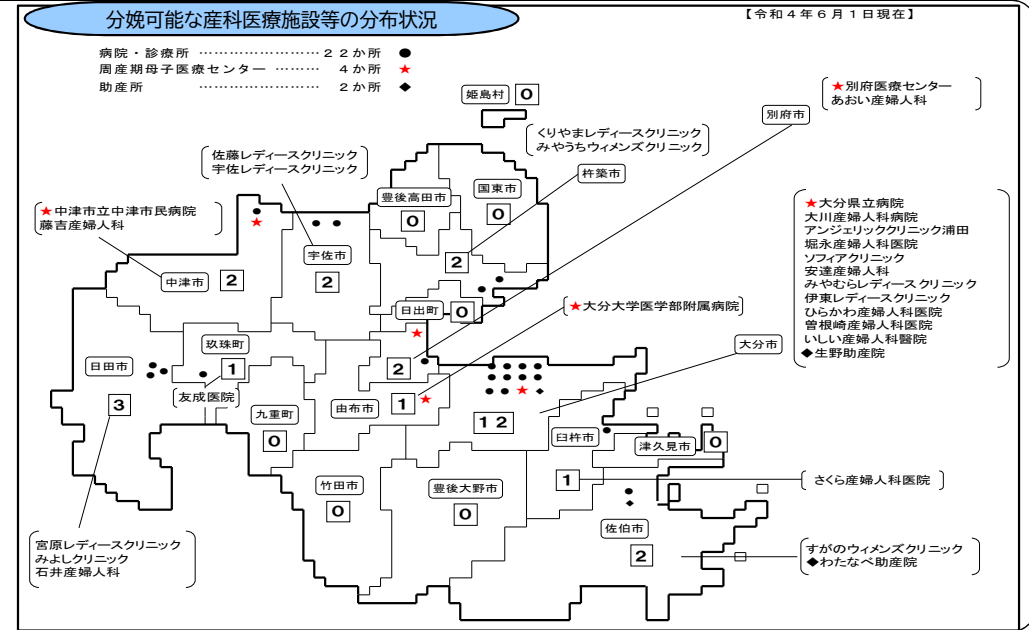 分娩可能な産科医療施設等の分布状況
【令和４年６月１日現在】
病院・診療所 ‥‥‥‥‥‥‥ ２２か所 ●
周産期母子医療センター ‥‥‥ ４か所 ★
助産所 ‥‥‥‥‥‥‥ ２か所 ◆
姫島村 0
★別府医療センター
あおい産婦人科
別府市
くりやまレディースクリニック
みやうちウィメンズクリニック
杵築市
佐藤レディースクリニック
宇佐レディースクリニック
豊後高田市
0
国東市
0
★中津市立中津市民病院
藤吉産婦人科
★大分県立病院
大川産婦人科病院
アンジェリッククリニック浦田
堀永産婦人科医院
ソフィアクリニック
安達産婦人科
みやむらレディースクリニック
伊東レディースクリニック
ひらかわ産婦人科医院
曽根崎産婦人科医院
いしい産婦人科醫院
◆生野助産院
宇佐市
2
中津市 2
2
日出町 0
★大分大学医学部附属病院
大分市
玖珠町
1
日田市
3
友成医院
2
由布市 1
九重町
0
12
臼杵市
1
津久見市 0
竹田市
0
豊後大野市
0
さくら産婦人科医院
佐伯市
2
宮原レディースクリニック
みよしクリニック
石井産婦人科
すがのウィメンズクリニック
◆わたなべ助産院